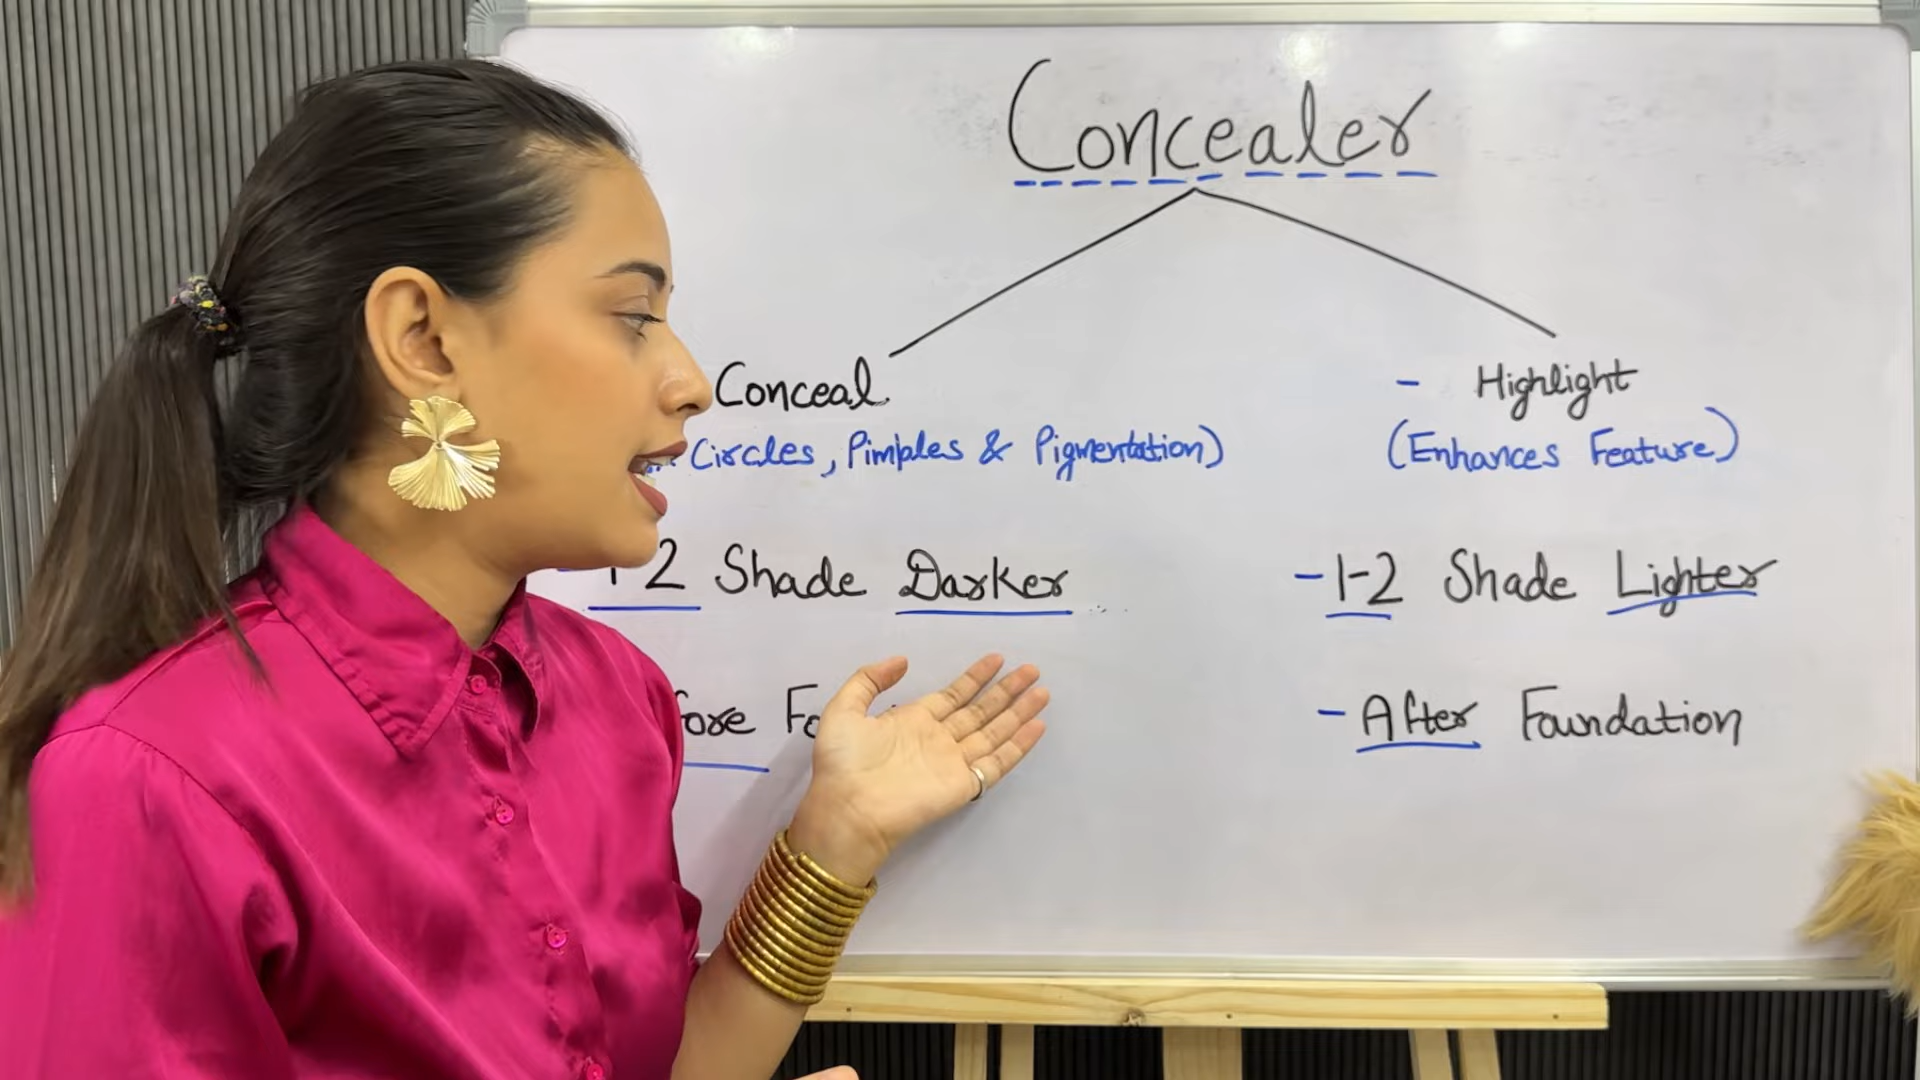 Concealer
Conceal
- Highlight
Circles, Pimples & Pigmentation)
(Enhances Feature)
-2 Shade Darker
- 1-2 Shade Lighter
- After Foundation